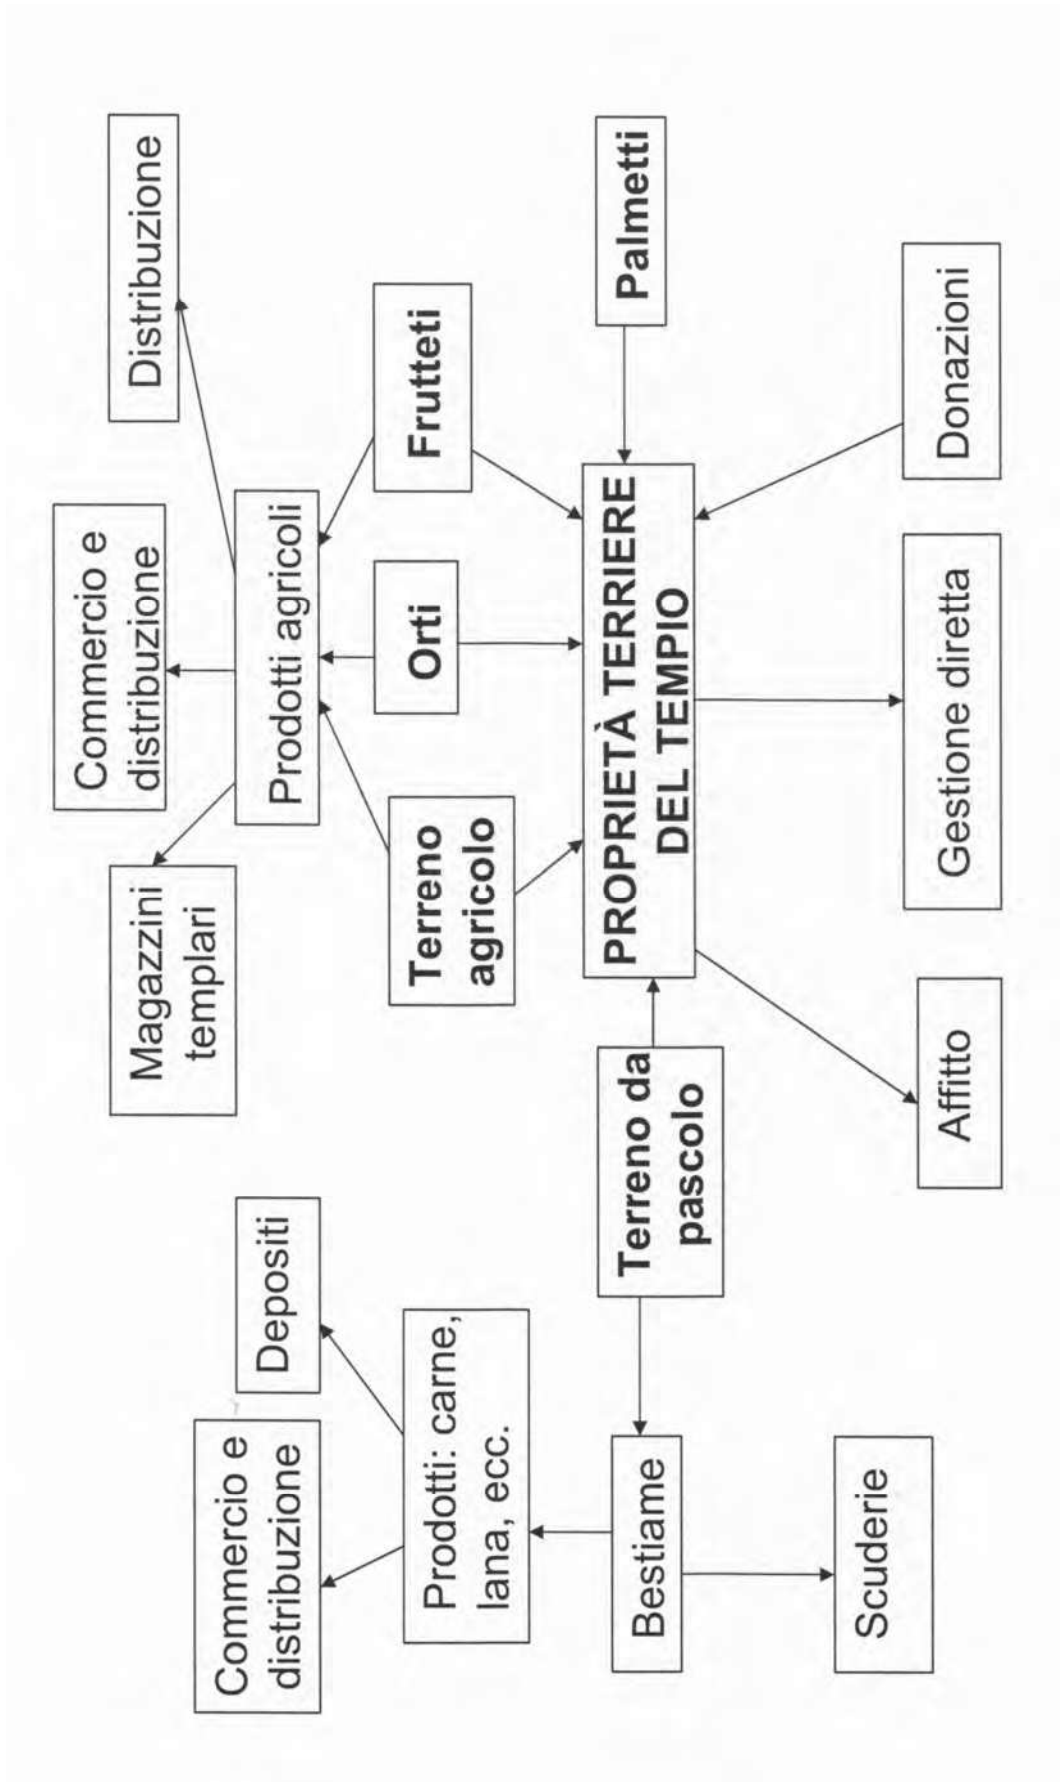 Commercio e
distribuzione
Distribuzione
Magazzini
templari
Commercio e
distribuzione
Depositi
Prodotti agricoli
Prodotti: carne,
lana, ecc.
Terreno
agricolo
Orti
Frutteti
Bestiame
Terreno da
pascolo
PROPRIETÀ TERRIERE
DEL TEMPIO
Palmetti
Scuderie
Affitto
Gestione diretta
Donazioni